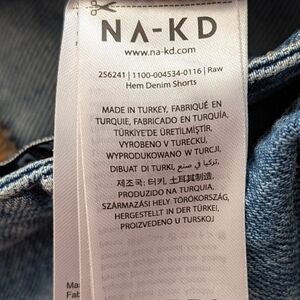 NA-KD
www.na-kd.com
256241 | 1100-004534-0116 | Raw
Hem Denim Shorts
MADE IN TURKEY, FABRIQUÉ EN
TURQUIE, FABRICADO EN TURQUÍA,
TÜRKİYE'DE ÜRETİLMİŞTİR,
VYROBENO V TURECKU,
WYPRODUKOWANO W TURCJI,
DIBUAT DI TURKI, تركيا في صنع,
제조국: 터키, 土耳其制造,
PRODUZIDO NA TURQUIA,
SZÁRMAZÁSI HELY TÖRÖKORSZÁG,
HERGESTELLT IN DER TÜRKEI,
PROIZVEDENO U TURSKOJ
Ma
Fab